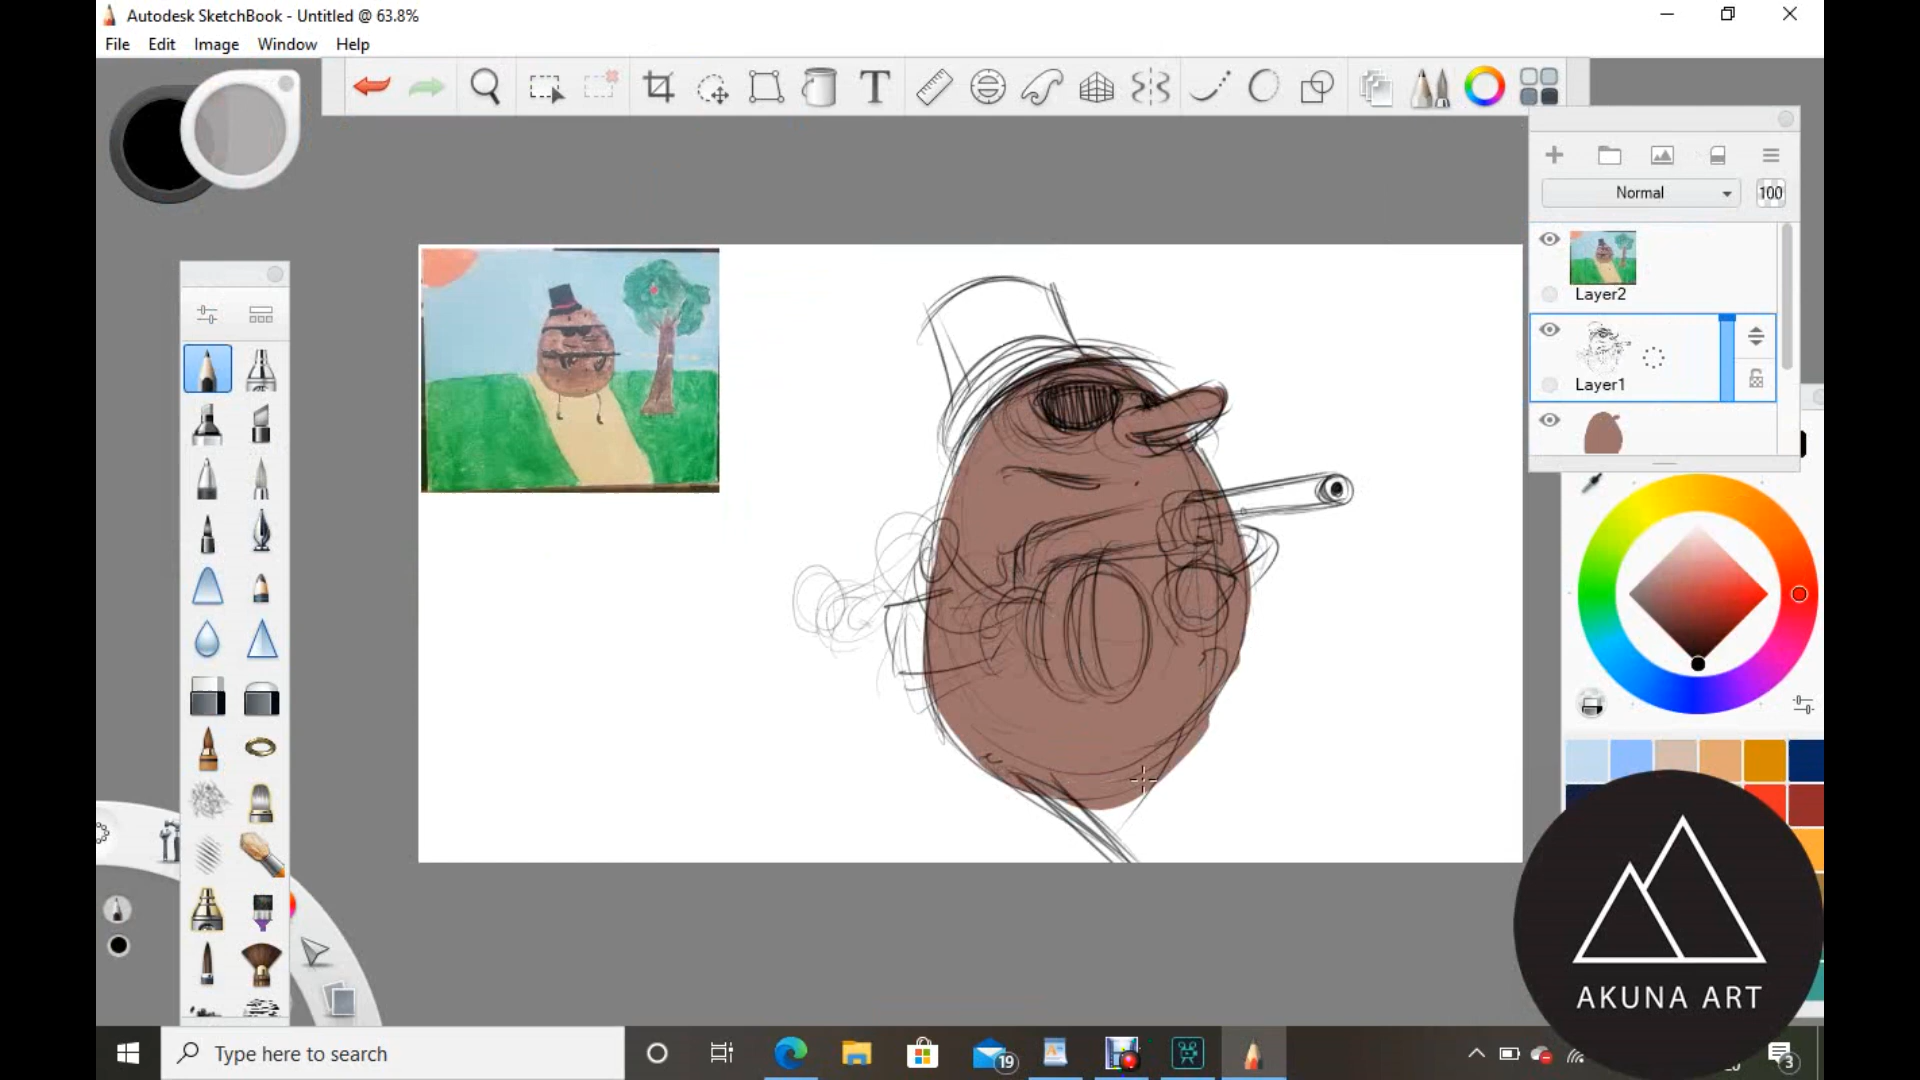 Autodesk SketchBook - Untitled @ 63.8%
File Edit Image Window Help
T
Normal 100
Layer2
Layer1
AKUNA ART
Type here to search
19
3